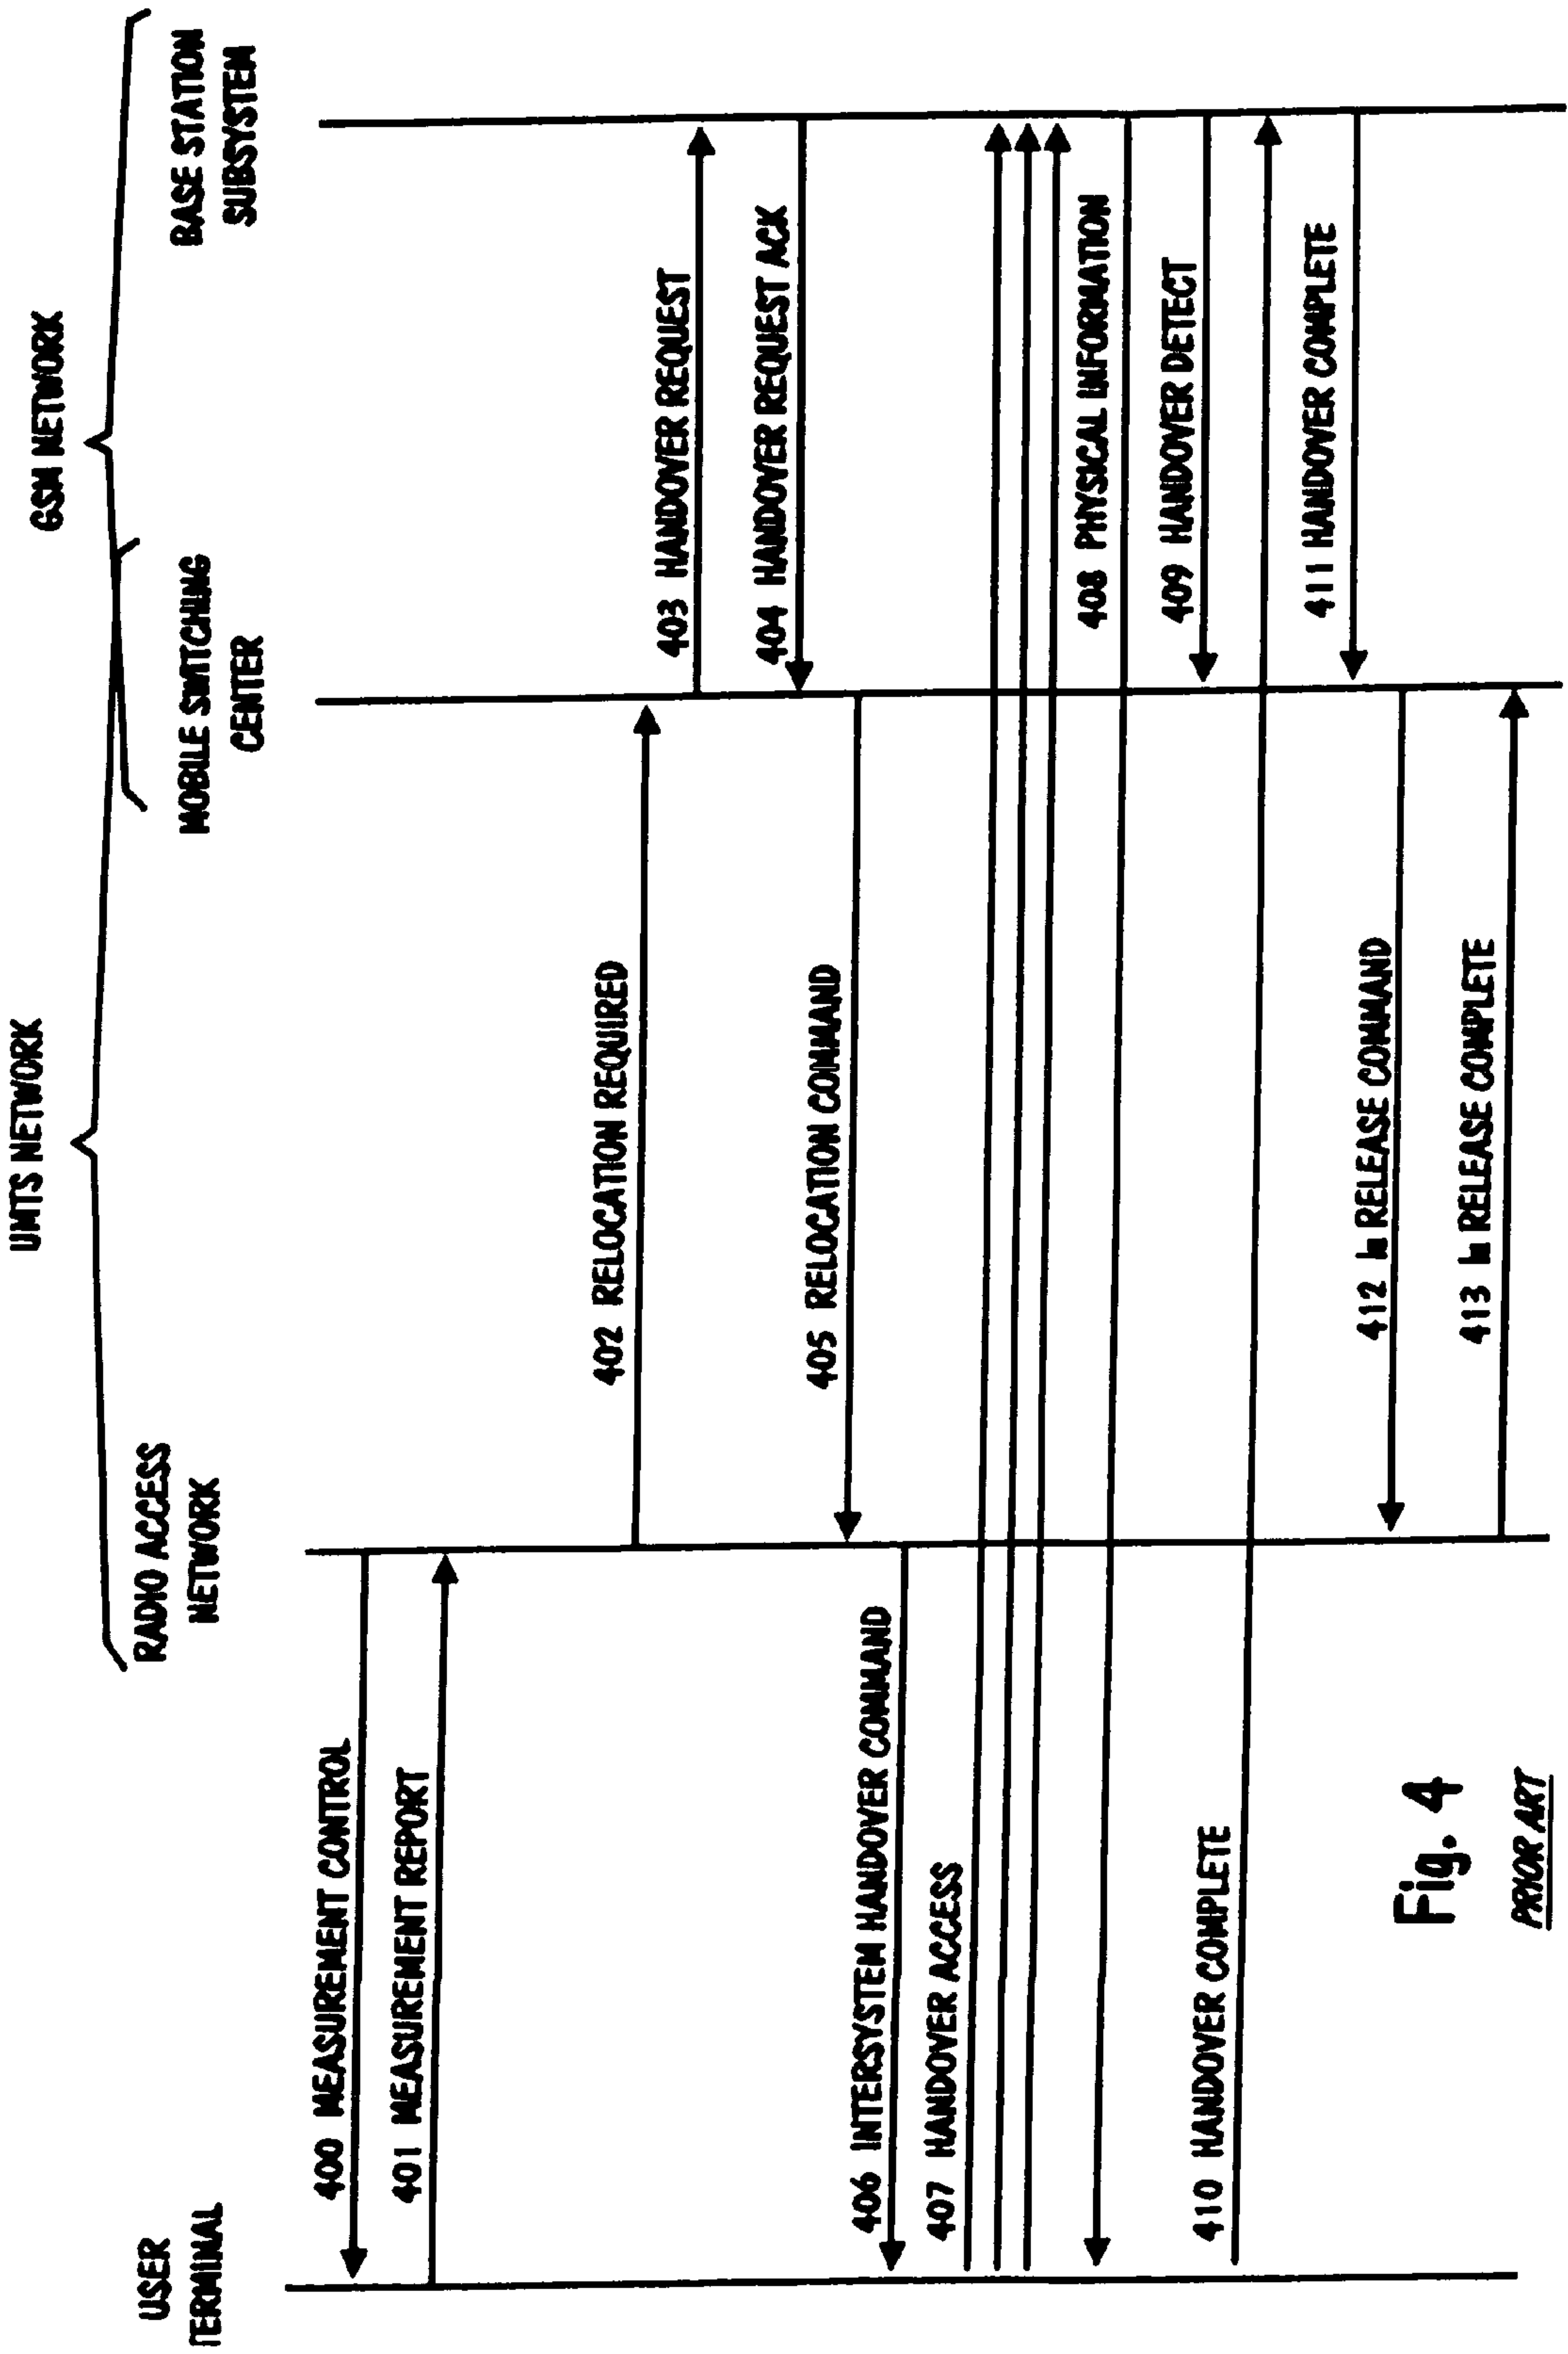 UMTS NETWORK
GSM NETWORK
USER
TERMINAL
RADIO ACCESS
NETWORK
MOBILE SWITCHING
CENTER
BASE STATION
SUBSYSTEM
400 MEASUREMENT CONTROL
401 MEASUREMENT REPORT
402 RELOCATION REQUIRED
403 HANDOVER REQUEST
404 HANDOVER REQUEST ACK
405 RELOCATION COMMAND
406 INTERSYSTEM HANDOVER COMMAND
407 HANDOVER ACCESS
408 PHYSICAL INFORMATION
409 HANDOVER DETECT
410 HANDOVER COMPLETE
411 HANDOVER COMPLETE
412 Iu RELEASE COMMAND
413 Iu RELEASE COMPLETE
Fig. 4
PRIOR ART